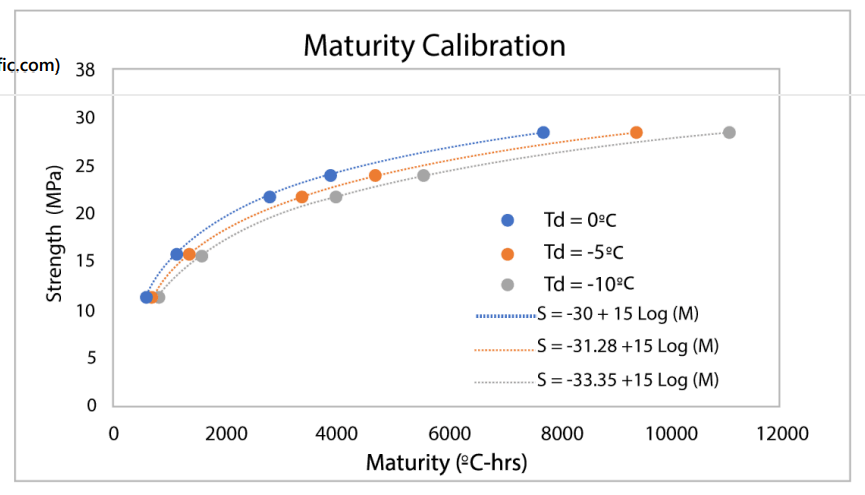 Maturity Calibration
fic.com)
38
30
25
20
15
10
5
0
Strength (MPa)
Td = 0ºC
Td = -5ºC
Td = -10ºC
S = -30 + 15 Log (M)
S = -31.28 +15 Log (M)
S = -33.35 +15 Log (M)
0 2000 4000 6000 8000 10000 12000
Maturity (ºC-hrs)